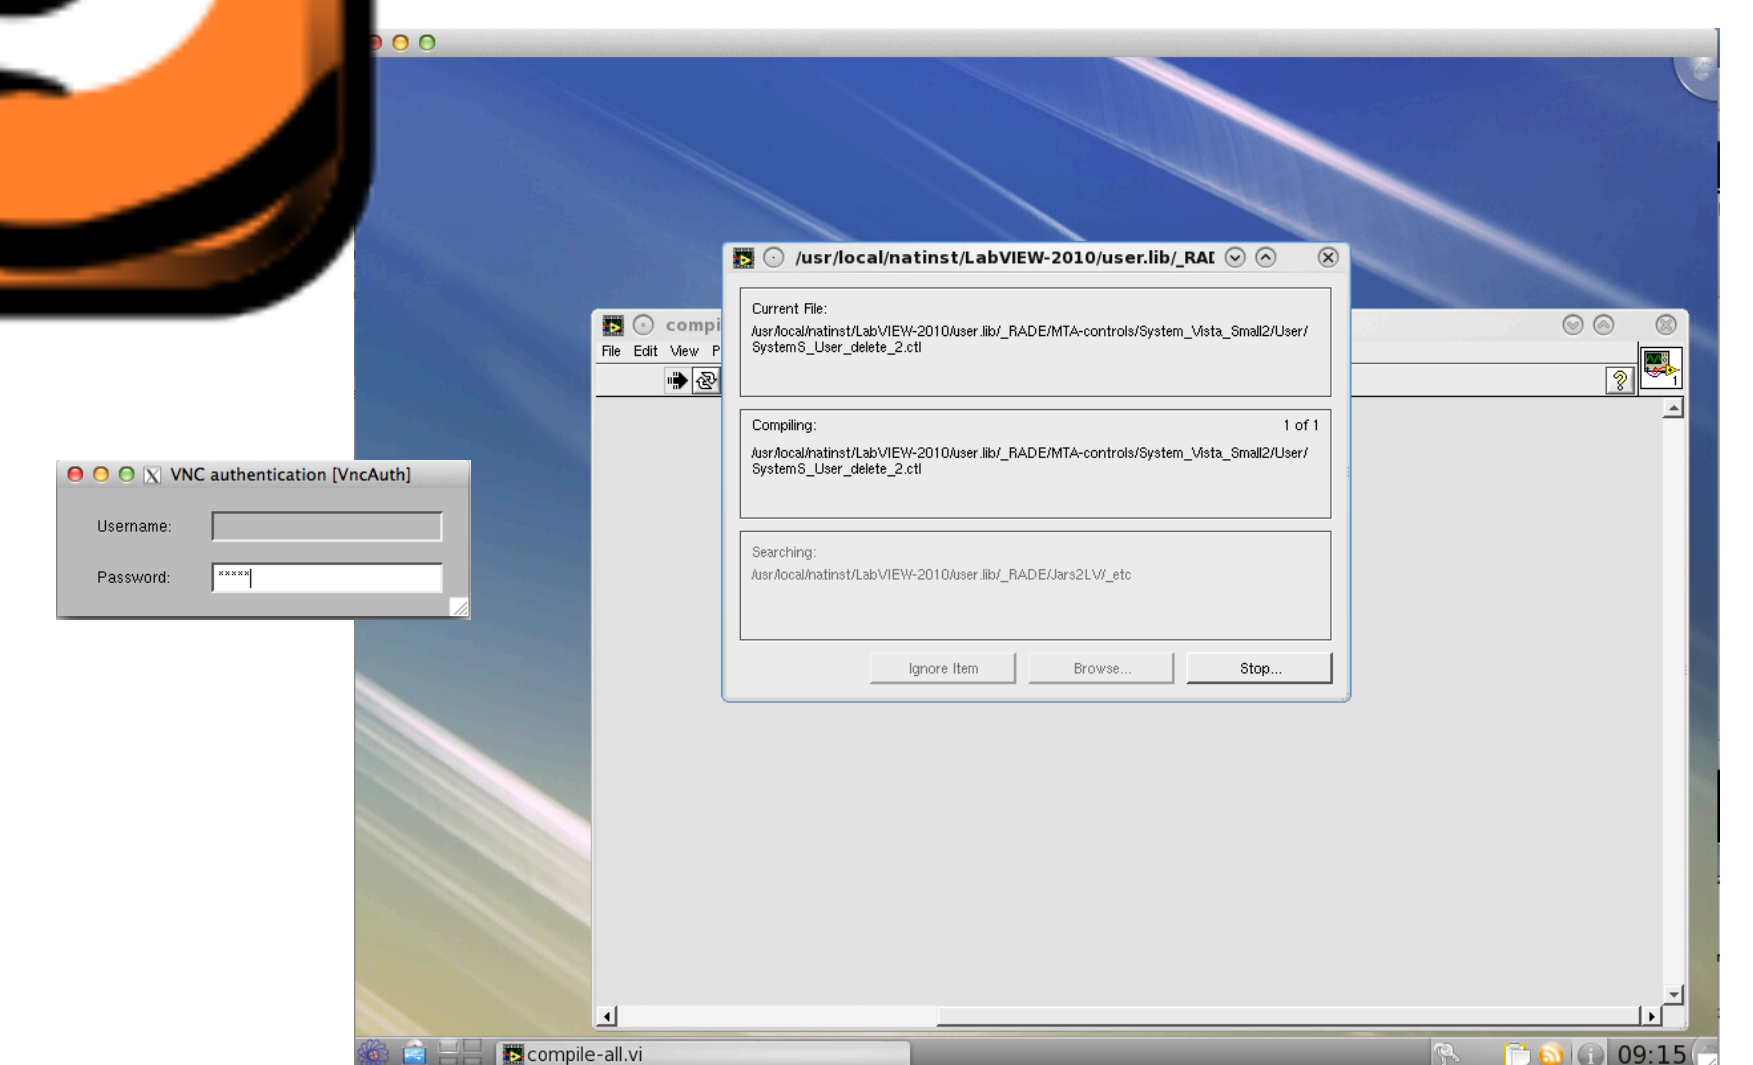 /usr/local/natinst/LabVIEW-2010/user.lib/_RAD
Current File:
/usr/local/natinst/LabVIEW-2010/user.lib/_RADE/MTA-controls/System_Vista_Small2/User/
SystemS_User_delete_2.ctl
compi
File Edit View P
1
Compiling: 1 of 1
/usr/local/natinst/LabVIEW-2010/user.lib/_RADE/MTA-controls/System_Vista_Small2/User/
SystemS_User_delete_2.ctl
VNC authentication [VncAuth]
Username:
Password: *****
Searching:
/usr/local/natinst/LabVIEW-2010/user.lib/_RADE/Jars2LV/_etc
Ignore Item Browse... Stop...
compile-all.vi
09:15